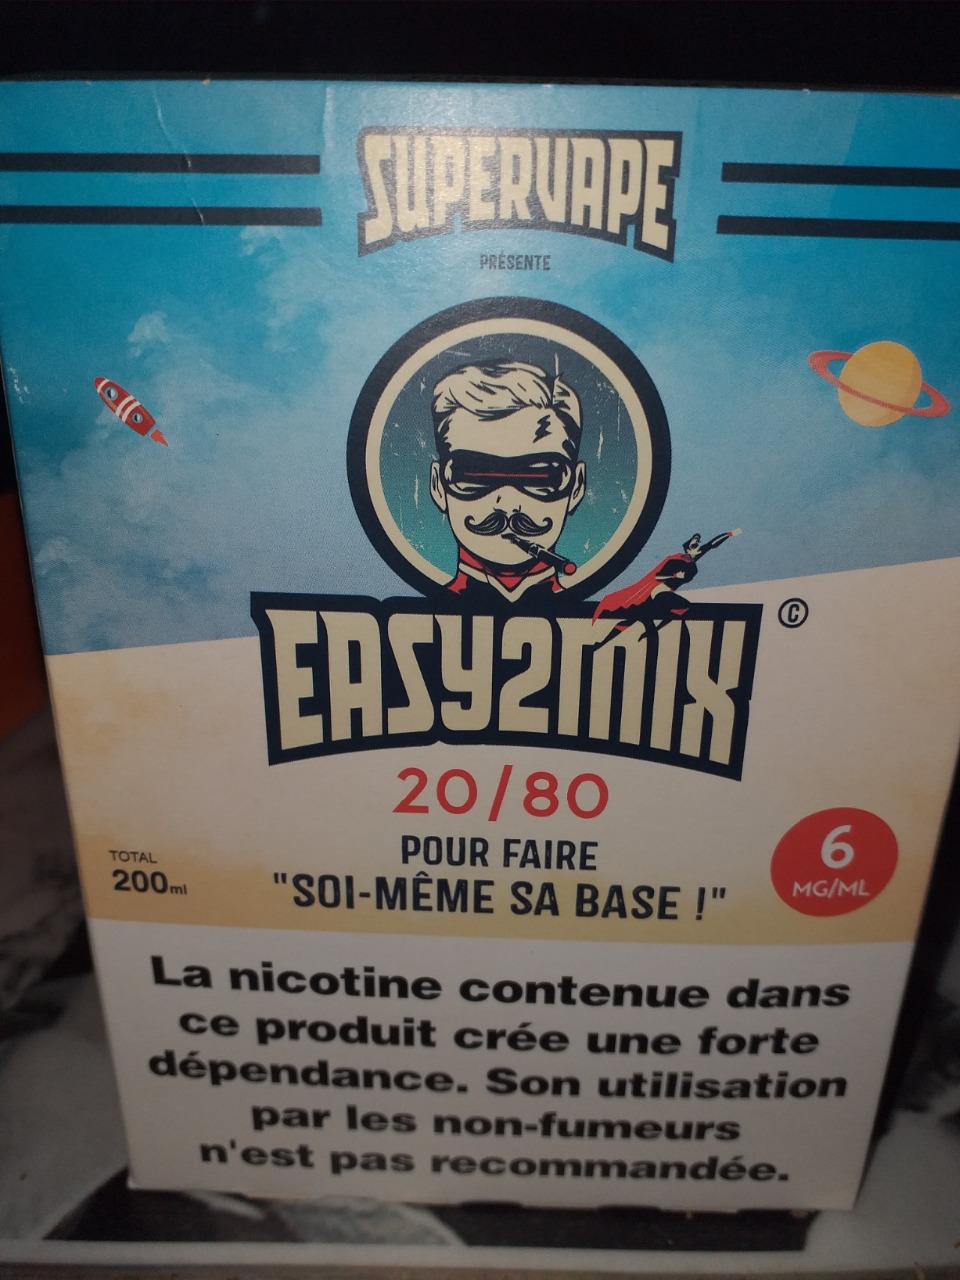 SUPERVAPE
PRÉSENTE
EASY2MIX ©
20/80
POUR FAIRE
"SOI-MÊME SA BASE !"
TOTAL
200ml
6
MG/ML
La nicotine contenue dans
ce produit crée une forte
dépendance. Son utilisation
par les non-fumeurs
n'est pas recommandée.